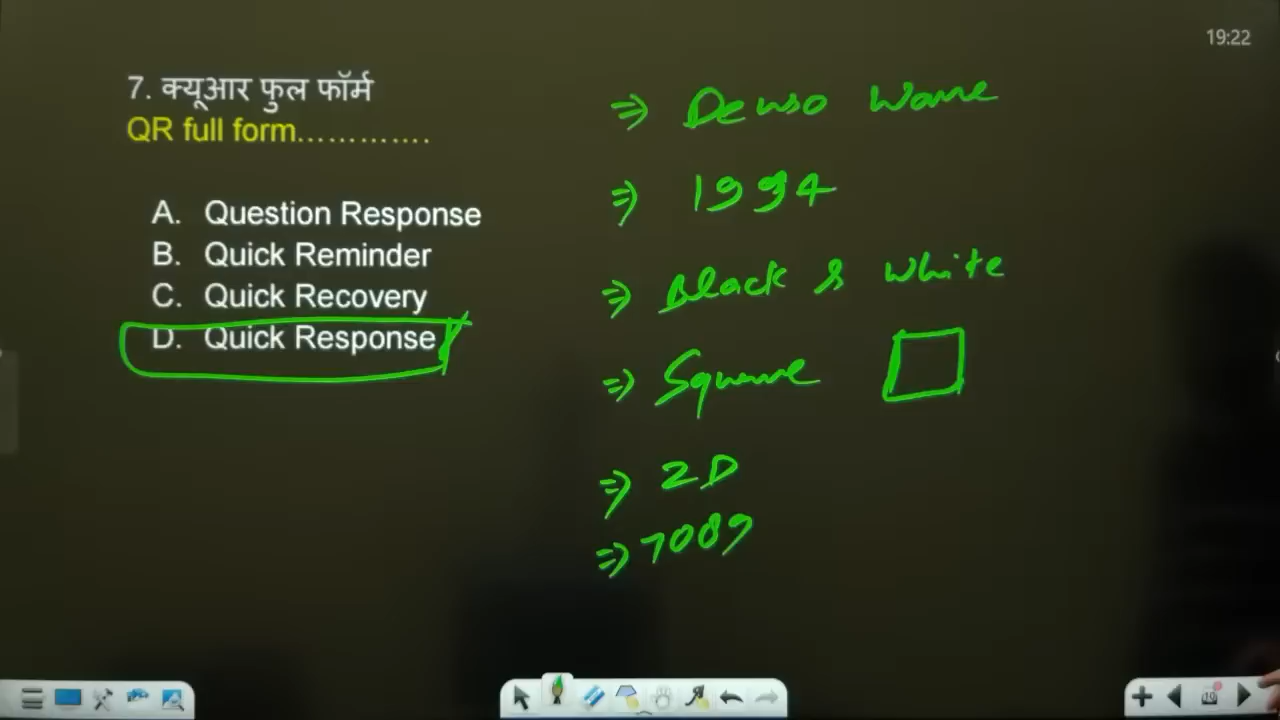 19:22
7. क्यूआर फुल फॉर्म
QR full form.............
A. Question Response
B. Quick Reminder
C. Quick Recovery
D. Quick Response
⇒ Denso Wave
⇒ 1994
⇒ Black & White
⇒ Square
⇒ 2D
⇒ 7089